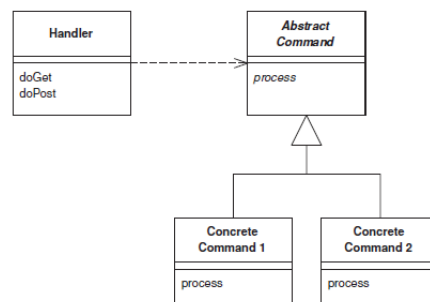 Handler
doGet
doPost
Abstract
Command
process
Concrete
Command 1
process
Concrete
Command 2
process